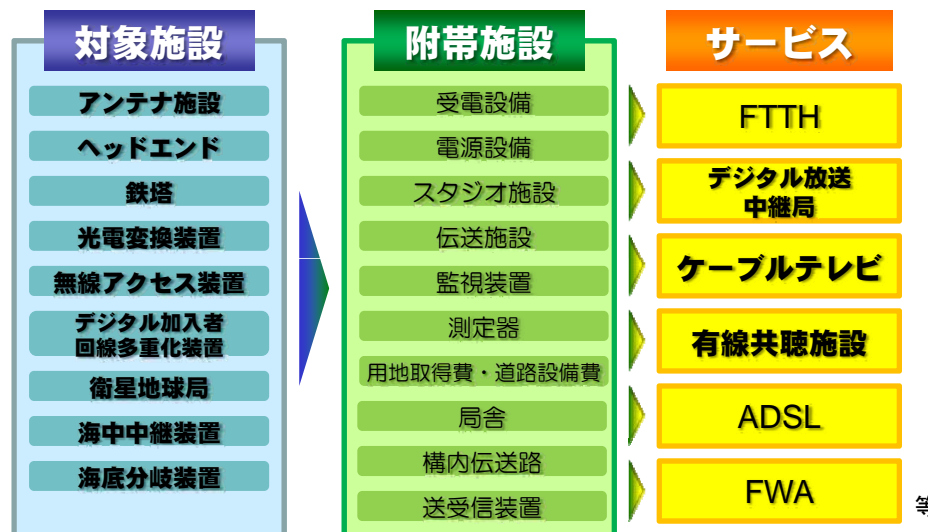 対象施設
アンテナ施設
ヘッドエンド
鉄塔
光電変換装置
無線アクセス装置
デジタル加入者
回線多重化装置
衛星地球局
海中中継装置
海底分岐装置
附帯施設
受電設備
電源設備
スタジオ施設
伝送施設
監視装置
測定器
用地取得費・道路設備費
局舎
構内伝送路
送受信装置
サービス
FTTH
デジタル放送
中継局
ケーブルテレビ
有線共聴施設
ADSL
FWA
等